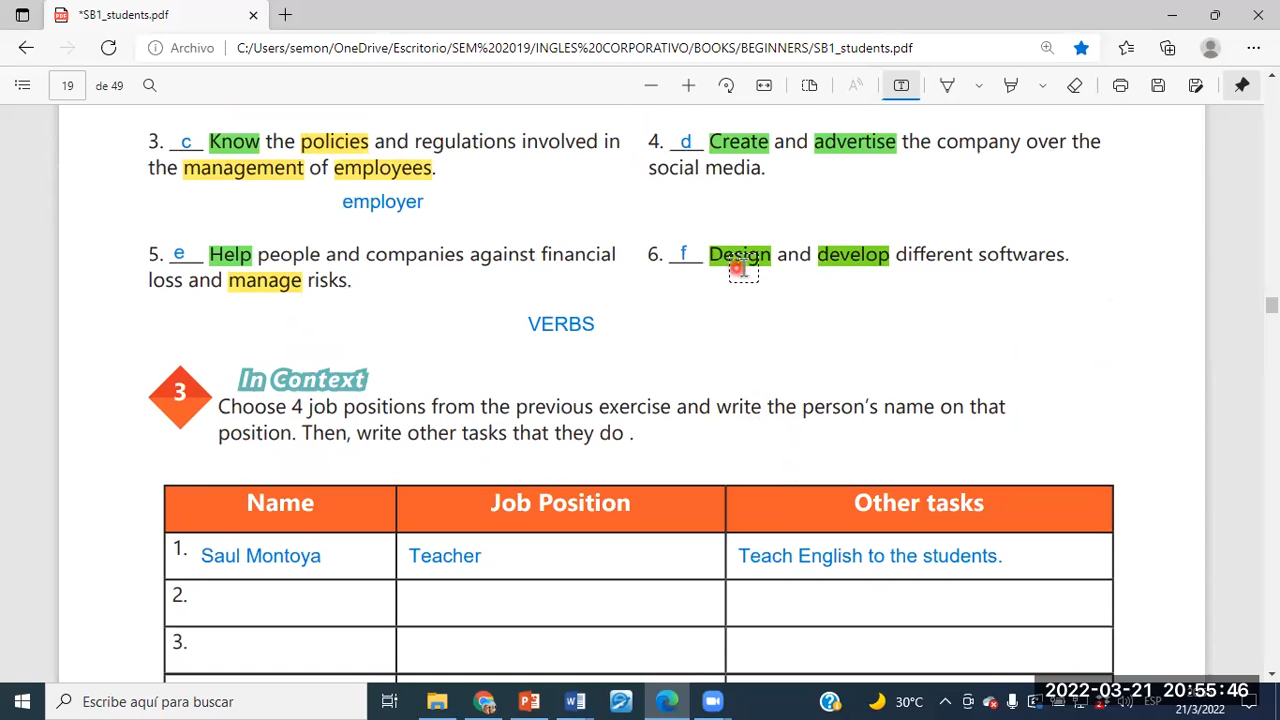 *SB1_students.pdf
Archivo
C:/Users/semon/OneDrive/Escritorio/SEM%202019/INGLES%20CORPORATIVO/BOOKS/BEGINNERS/SB1_students.pdf
19 de 49
3. c Know the policies and regulations involved in
the management of employees.
employer
4. d Create and advertise the company over the
social media.
5. e Help people and companies against financial
loss and manage risks.
6. f Design and develop different softwares.
VERBS
3 In Context
Choose 4 job positions from the previous exercise and write the person's name on that
position. Then, write other tasks that they do .
Name Job Position Other tasks
1. Saul Montoya Teacher Teach English to the students.
2.
3.
Escribe aquí para buscar
30°C
ESP
2022-03-21 20:55:46
21/3/2022